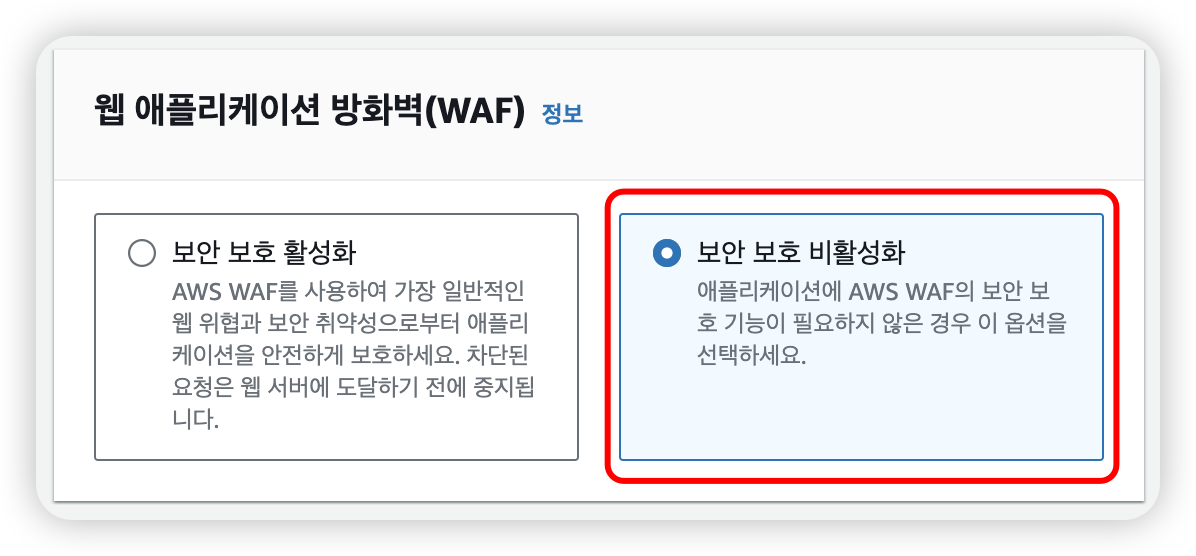 웹 애플리케이션 방화벽(WAF) 정보
보안 보호 활성화
AWS WAF를 사용하여 가장 일반적인
웹 위협과 보안 취약성으로부터 애플리
케이션을 안전하게 보호하세요. 차단된
요청은 웹 서버에 도달하기 전에 중지됩
니다.
보안 보호 비활성화
애플리케이션에 AWS WAF의 보안 보
호 기능이 필요하지 않은 경우 이 옵션을
선택하세요.